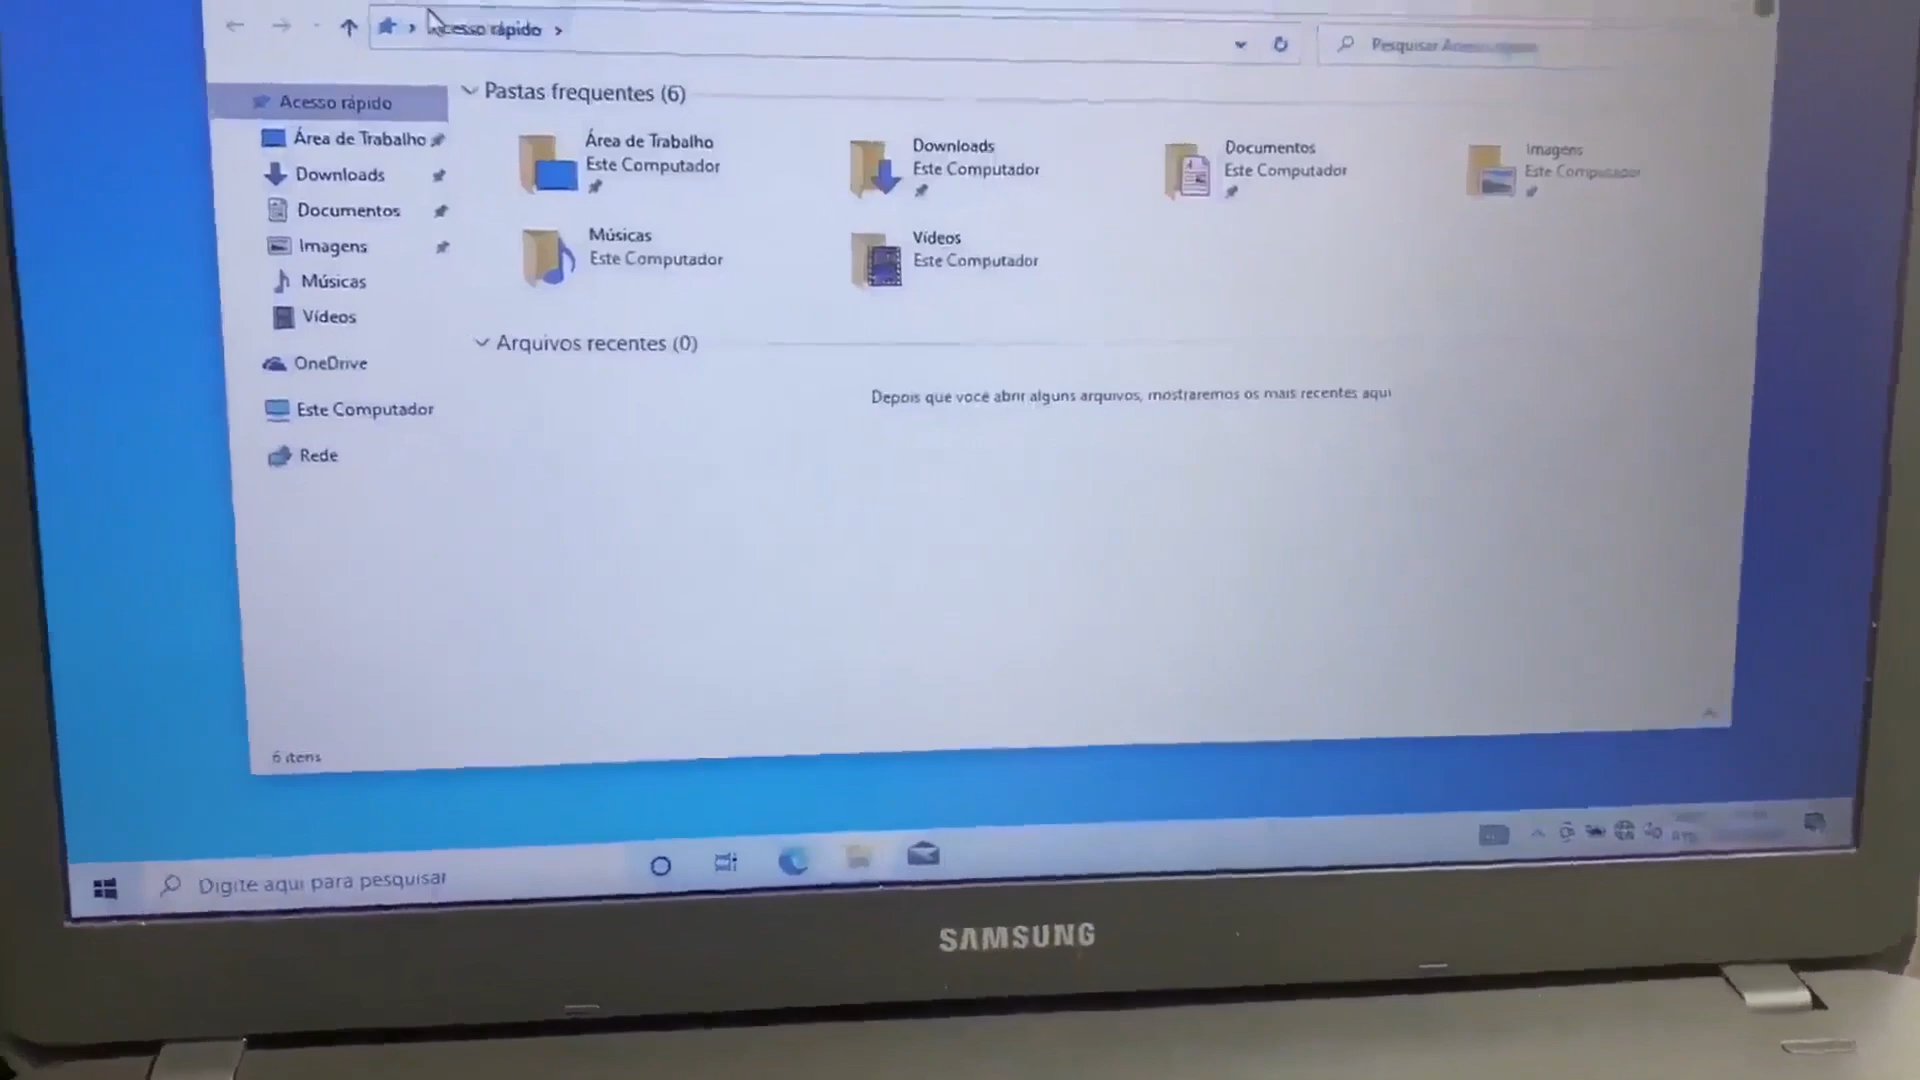 Acesso rápido
Pesquisar
Acesso rápido
Área de Trabalho
Downloads
Documentos
Imagens
Músicas
Vídeos
OneDrive
Este Computador
Rede
Pastas frequentes (6)
Área de Trabalho
Este Computador
Downloads
Este Computador
Documentos
Este Computador
Imagens
Este Computador
Músicas
Este Computador
Vídeos
Este Computador
Arquivos recentes (0)
Depois que você abrir alguns arquivos, mostraremos os mais recentes aqui
6 itens
Digite aqui para pesquisar
SAMSUNG